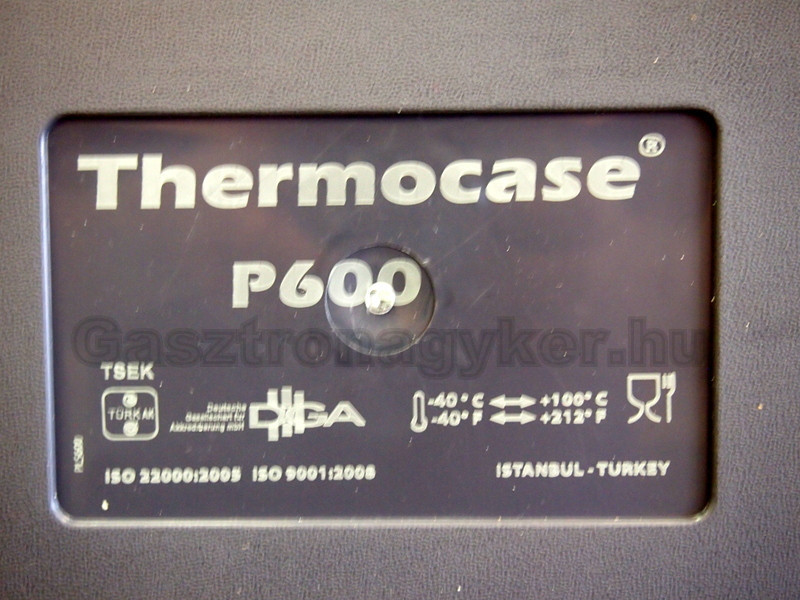 Thermocase®
P600
Gasztronagyker.hu
TSEK
TÜRKAK
Deutsche
Gesellschaft für
Akkreditierung mbH
DGA
-40° C ↔ +100° C
-40° F ↔ +212° F
ISO 22000:2005 ISO 9001:2008
ISTANBUL - TURKEY